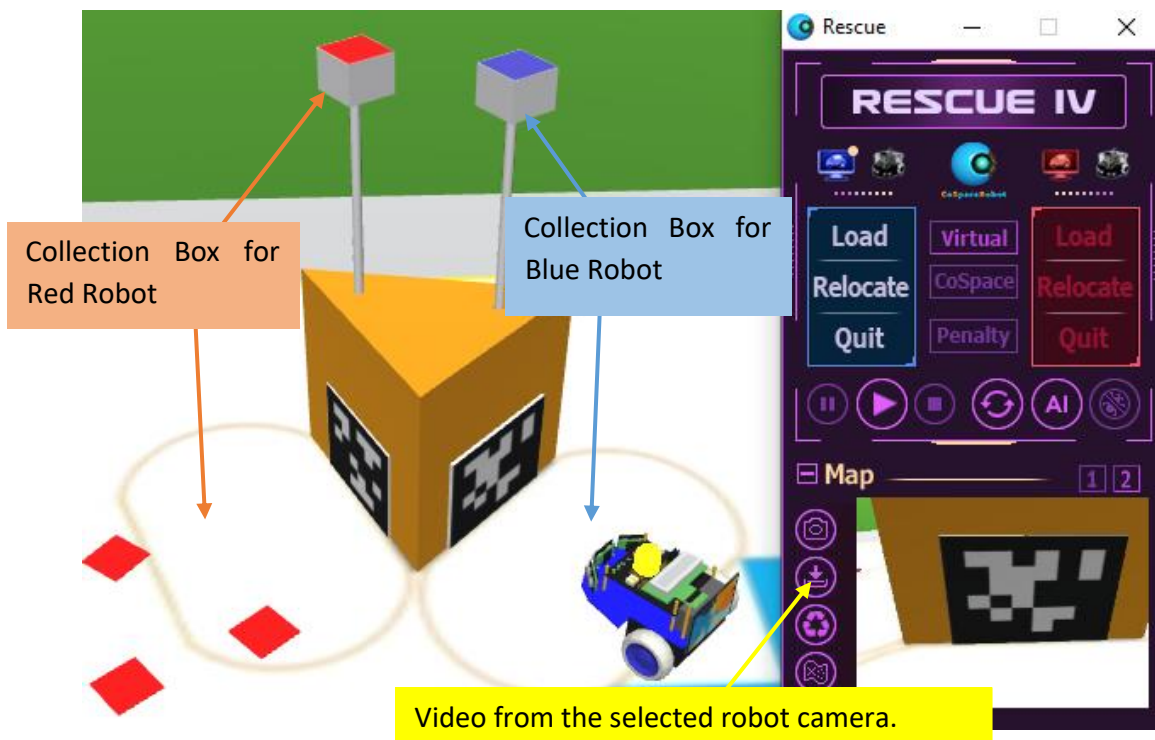 Rescue
RESCUE IV
CoSpaceRobot
Collection Box for
Red Robot
Collection Box for
Blue Robot
Load
Virtual
Load
Relocate
CoSpace
Relocate
Quit
Penalty
Quit
AI
Map
1
2
Video from the selected robot camera.